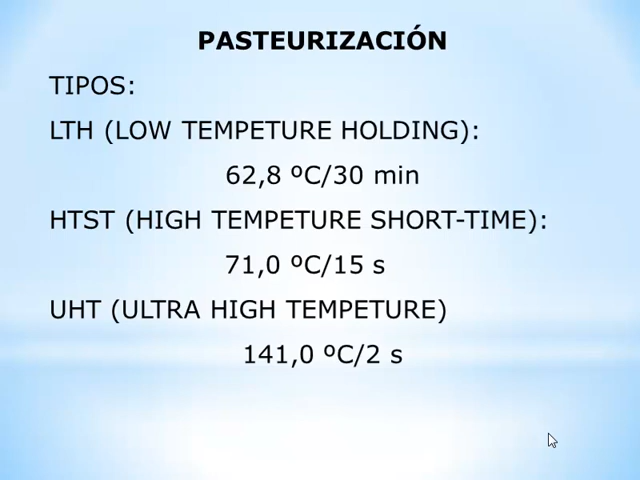 PASTEURIZACIÓN
TIPOS:
LTH (LOW TEMPETURE HOLDING):
62,8 ºC/30 min
HTST (HIGH TEMPETURE SHORT-TIME):
71,0 ºC/15 s
UHT (ULTRA HIGH TEMPETURE)
141,0 ºC/2 s